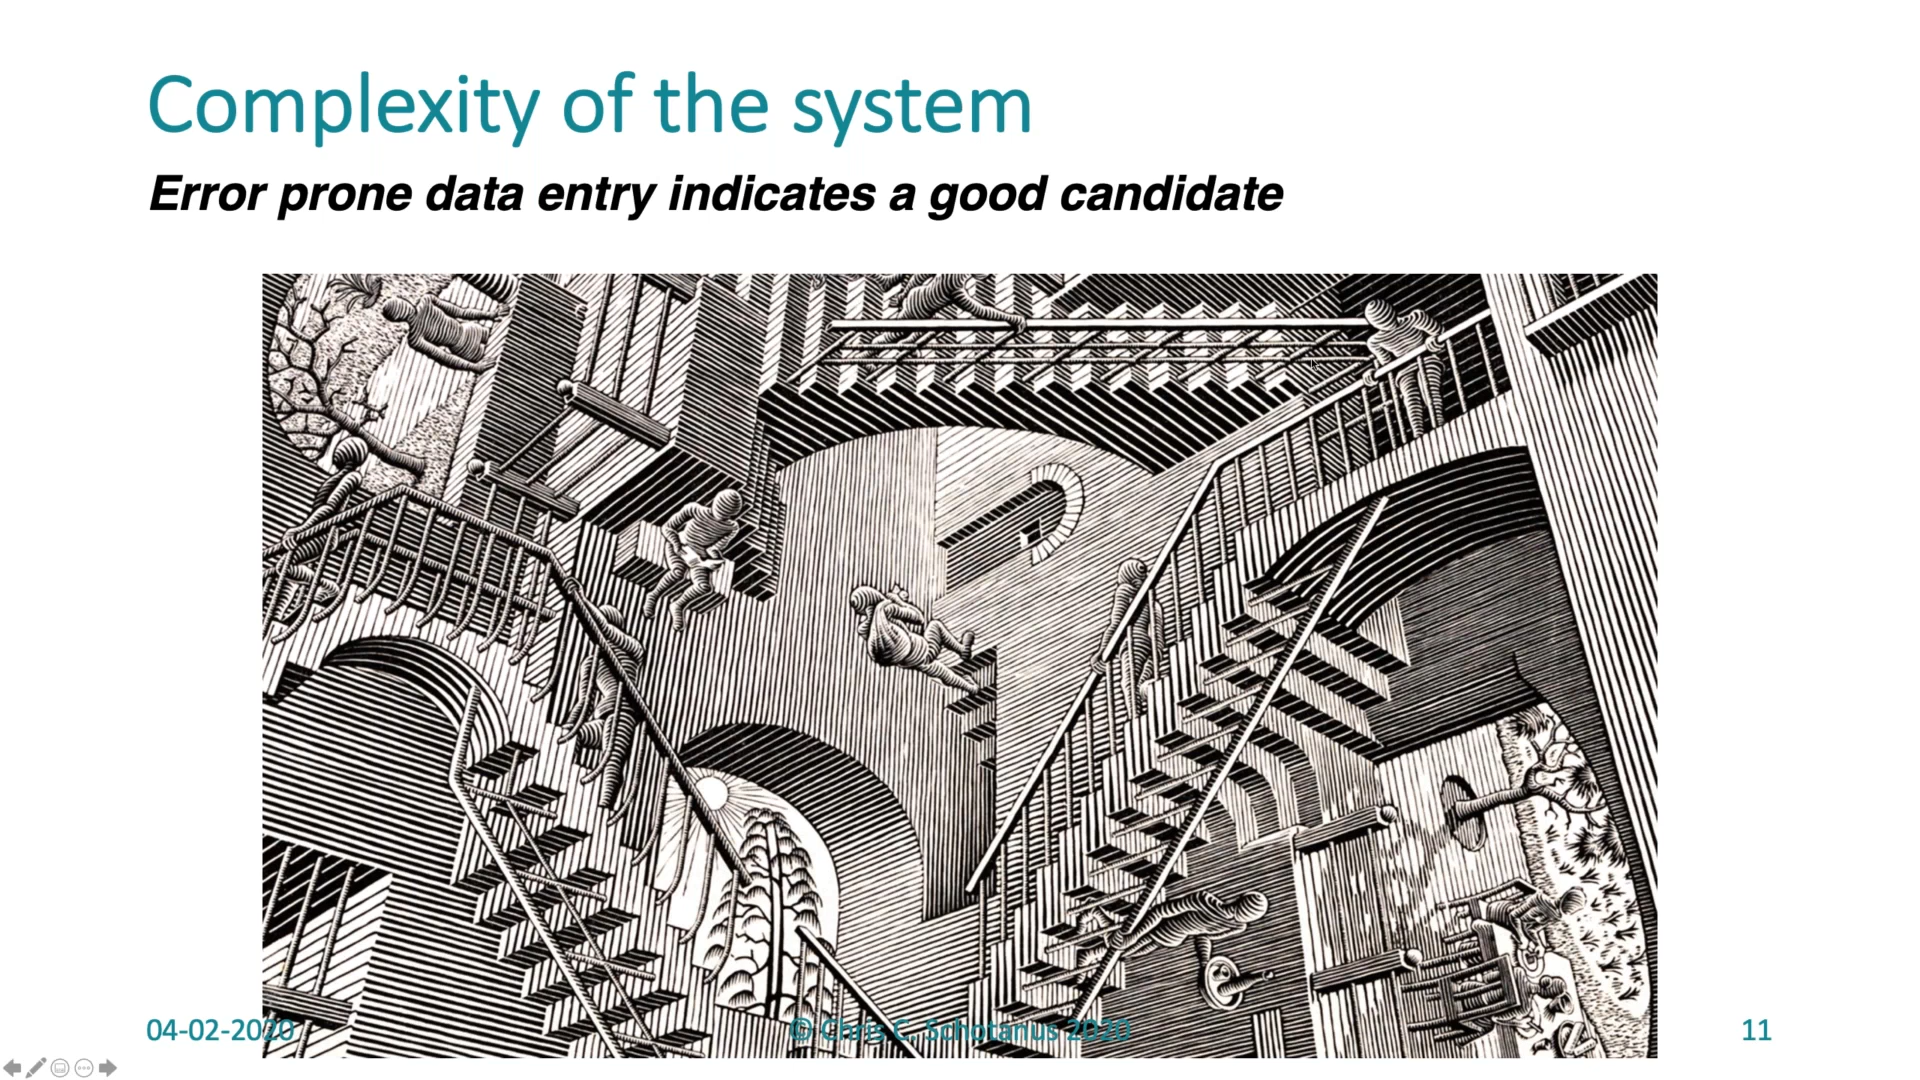 Complexity of the system
Error prone data entry indicates a good candidate
04-02-2020
© Chris C. Schotanus 2020
11